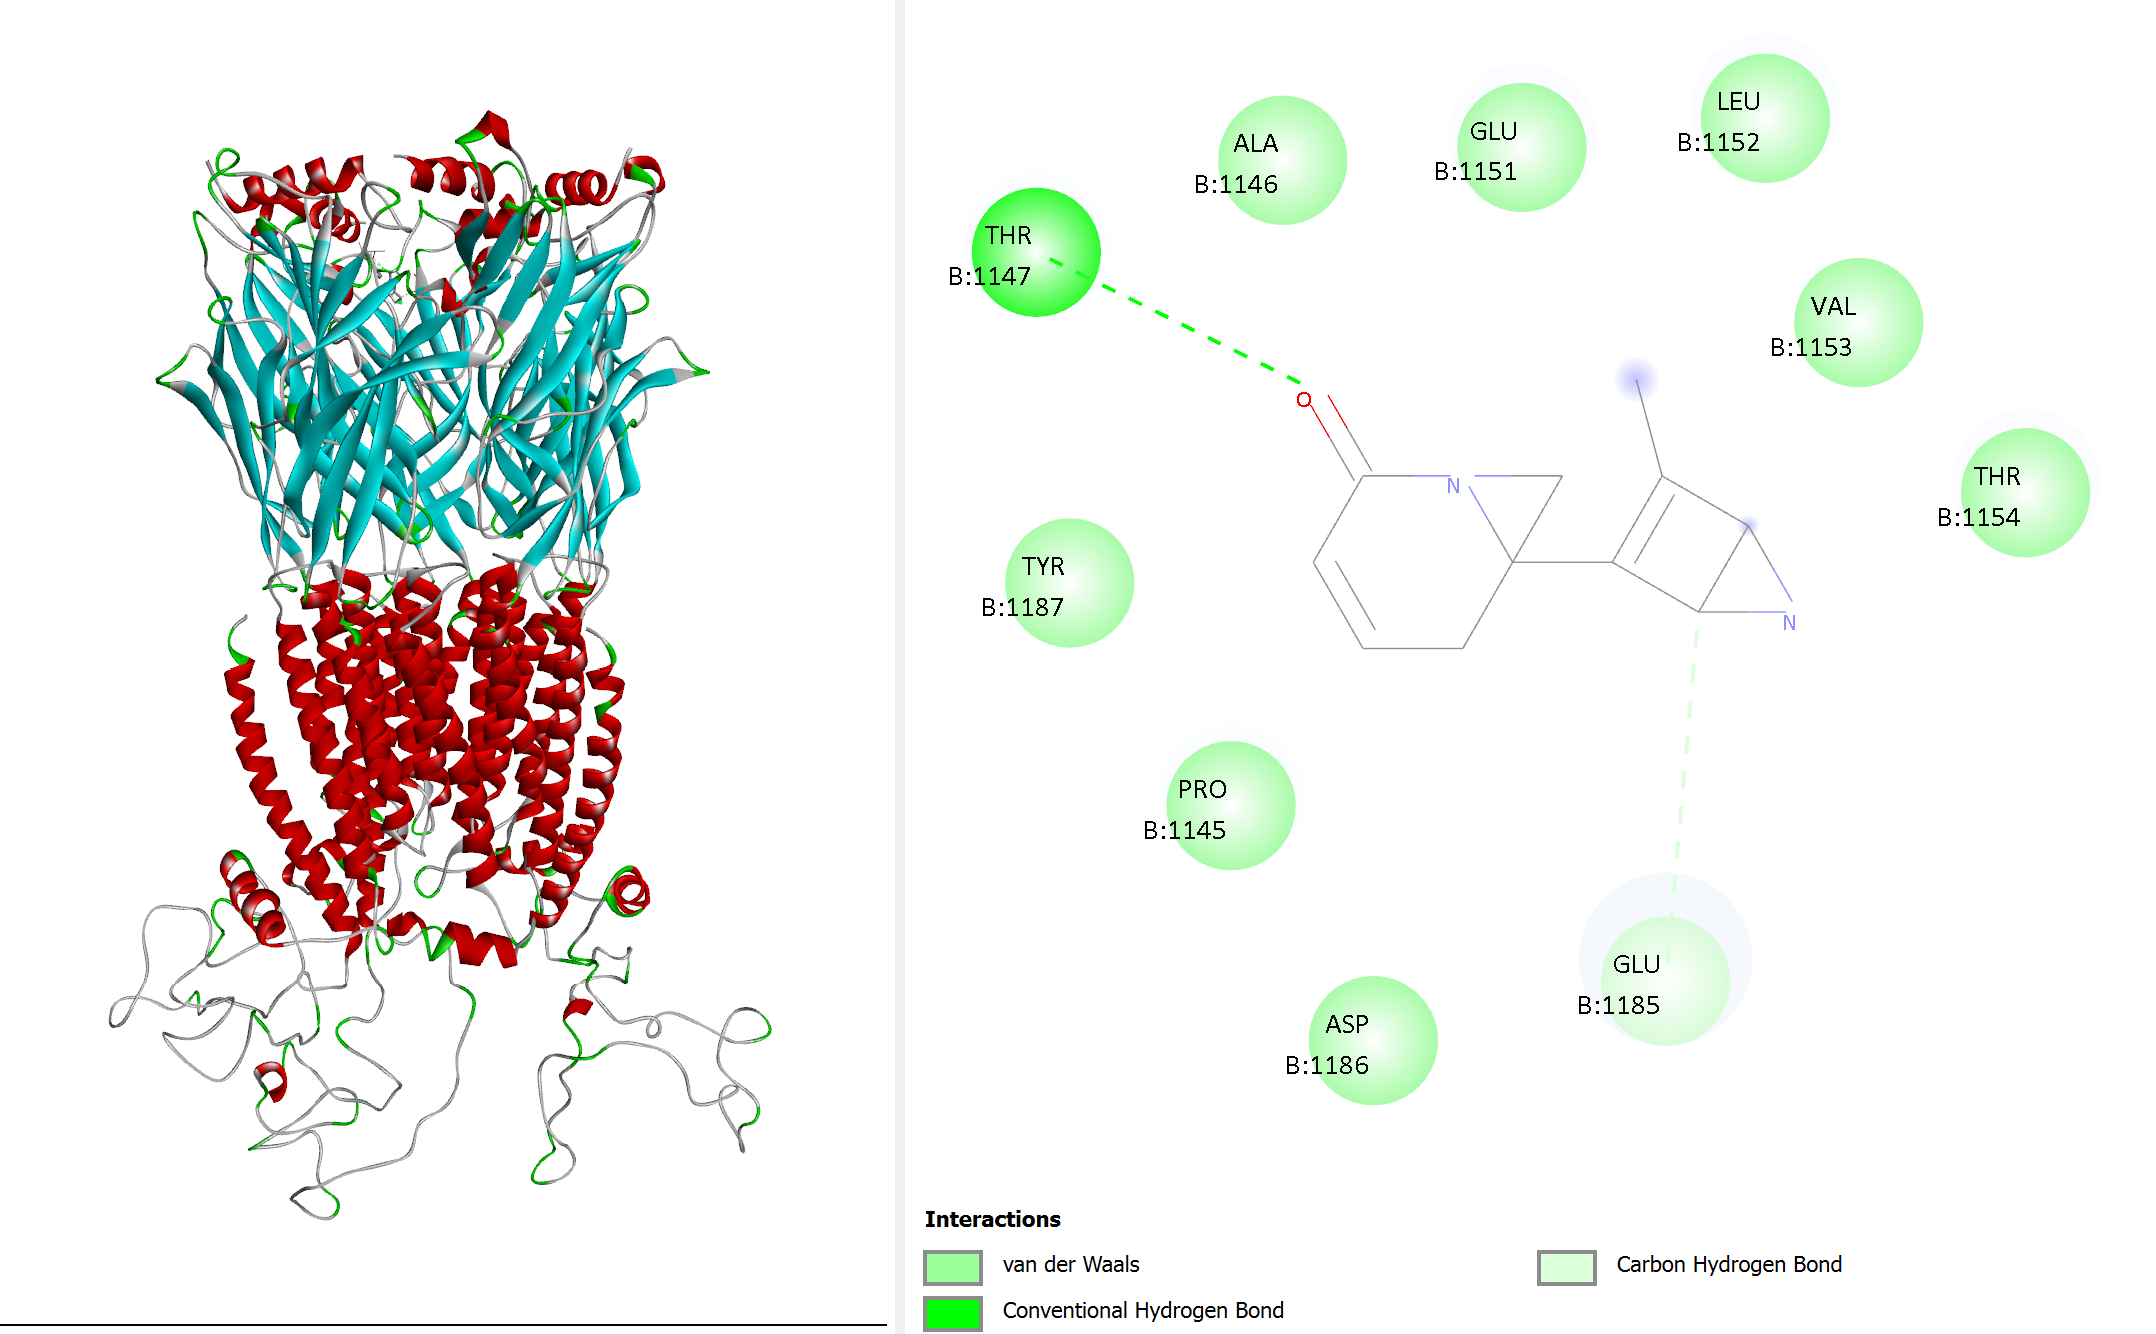 LEU
B:1152
GLU
B:1151
ALA
B:1146
THR
B:1147
VAL
B:1153
O
THR
B:1154
N
TYR
B:1187
N
PRO
B:1145
GLU
B:1185
ASP
B:1186
Interactions
van der Waals
Conventional Hydrogen Bond
Carbon Hydrogen Bond